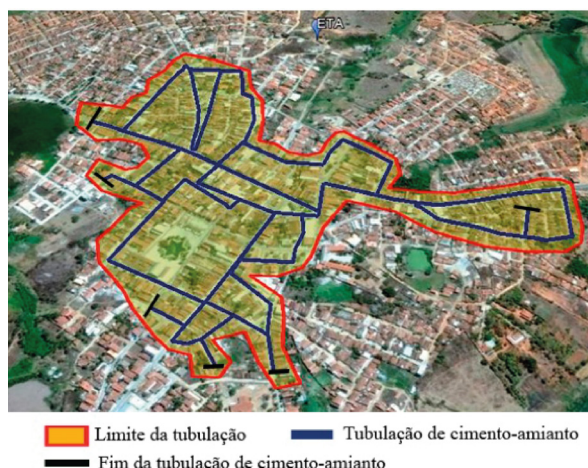 ETA
Limite da tubulação Tubulação de cimento-amianto
Fim da tubulação de cimento-amianto